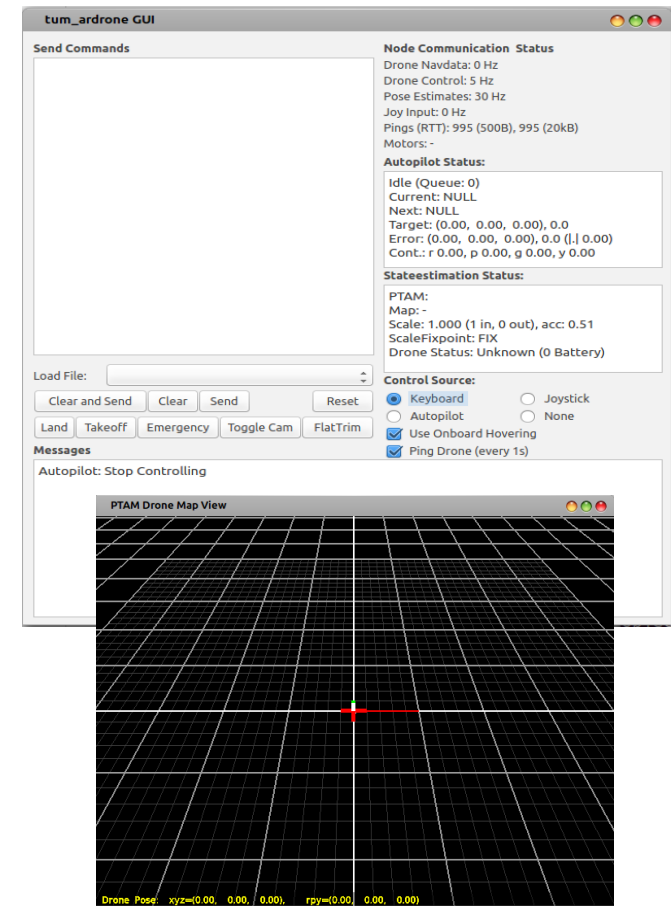 tum_ardrone GUI
Send Commands
Node Communication Status
Drone Navdata: 0 Hz
Drone Control: 5 Hz
Pose Estimates: 30 Hz
Joy Input: 0 Hz
Pings (RTT): 995 (500B), 995 (20kB)
Motors: -
Autopilot Status:
Idle (Queue: 0)
Current: NULL
Next: NULL
Target: (0.00, 0.00, 0.00), 0.0
Error: (0.00, 0.00, 0.00), 0.0 (|.| 0.00)
Cont.: r 0.00, p 0.00, g 0.00, y 0.00
Stateestimation Status:
PTAM:
Map: -
Scale: 1.000 (1 in, 0 out), acc: 0.51
ScaleFixpoint: FIX
Drone Status: Unknown (0 Battery)
Load File:
Clear and Send Clear Send Reset
Land Takeoff Emergency Toggle Cam FlatTrim
Control Source:
Keyboard Joystick
Autopilot None
Use Onboard Hovering
Ping Drone (every 1s)
Messages
Autopilot: Stop Controlling
PTAM Drone Map View
Drone Pose: xyz=(0.00, 0.00, 0.00), rpy=(0.00, 0.00, 0.00)